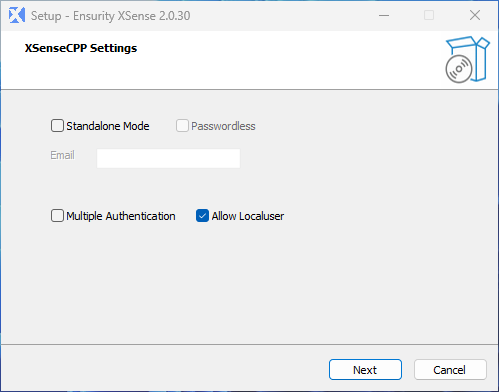 Setup - Ensurity XSense 2.0.30
XSenseCPP Settings
Standalone Mode Passwordless
Email
Multiple Authentication Allow Localuser
Next Cancel